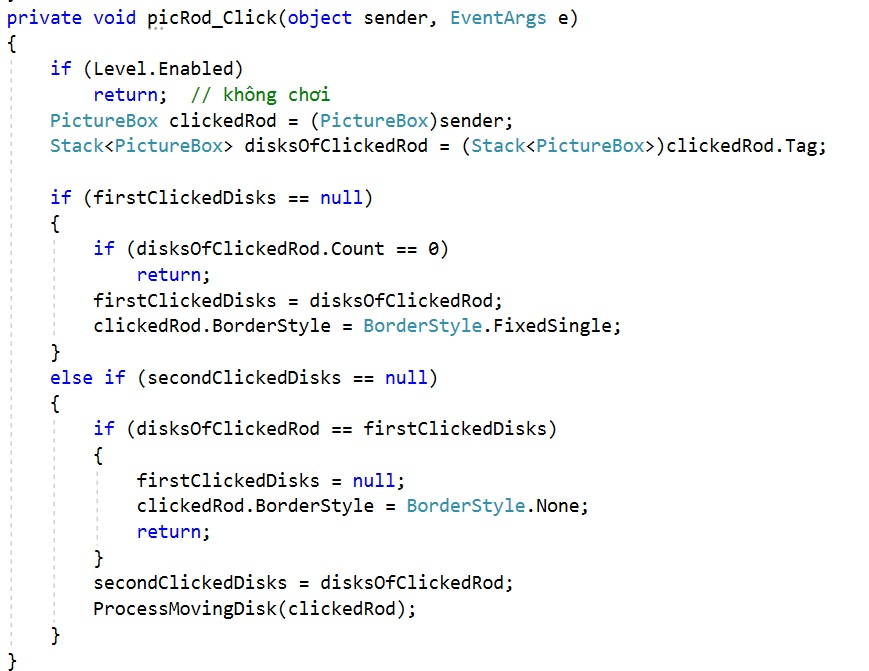 private void picRod_Click(object sender, EventArgs e)
{
    if (Level.Enabled)
        return;  // không chơi
    PictureBox clickedRod = (PictureBox)sender;
    Stack<PictureBox> disksOfClickedRod = (Stack<PictureBox>)clickedRod.Tag;

    if (firstClickedDisks == null)
    {
        if (disksOfClickedRod.Count == 0)
            return;
        firstClickedDisks = disksOfClickedRod;
        clickedRod.BorderStyle = BorderStyle.FixedSingle;
    }
    else if (secondClickedDisks == null)
    {
        if (disksOfClickedRod == firstClickedDisks)
        {
            firstClickedDisks = null;
            clickedRod.BorderStyle = BorderStyle.None;
            return;
        }
        secondClickedDisks = disksOfClickedRod;
        ProcessMovingDisk(clickedRod);
    }
}